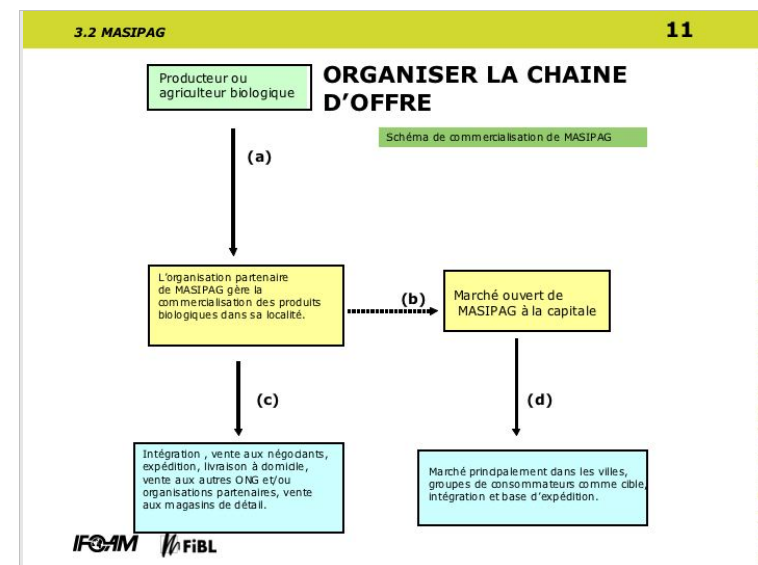 3.2 MASIPAG
11
Producteur ou
agriculteur biologique
ORGANISER LA CHAINE
D’OFFRE
Schéma de commercialisation de MASIPAG
(a)
L’organisation partenaire
de MASIPAG gère la
commercialisation des produits
biologiques dans sa localité.
(b)
Marché ouvert de
MASIPAG à la capitale
(c)
(d)
Intégration , vente aux négociants,
expédition, livraison à domicile,
vente aux autres ONG et/ou
organisations partenaires, vente
aux magasins de détail.
Marché principalement dans les villes,
groupes de consommateurs comme cible,
intégration et base d’expédition.
IFOAM
FiBL